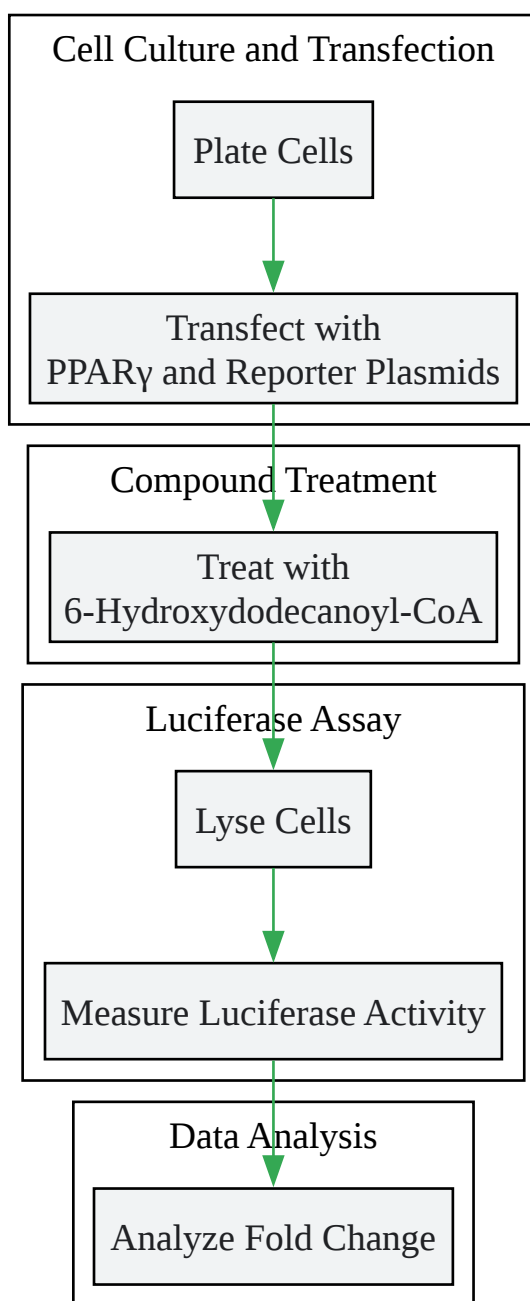 Cell Culture and Transfection
Plate Cells
Transfect with
PPARγ and Reporter Plasmids
Compound Treatment
Treat with
6-Hydroxydodecanoyl-CoA
Luciferase Assay
Lyse Cells
Measure Luciferase Activity
Data Analysis
Analyze Fold Change